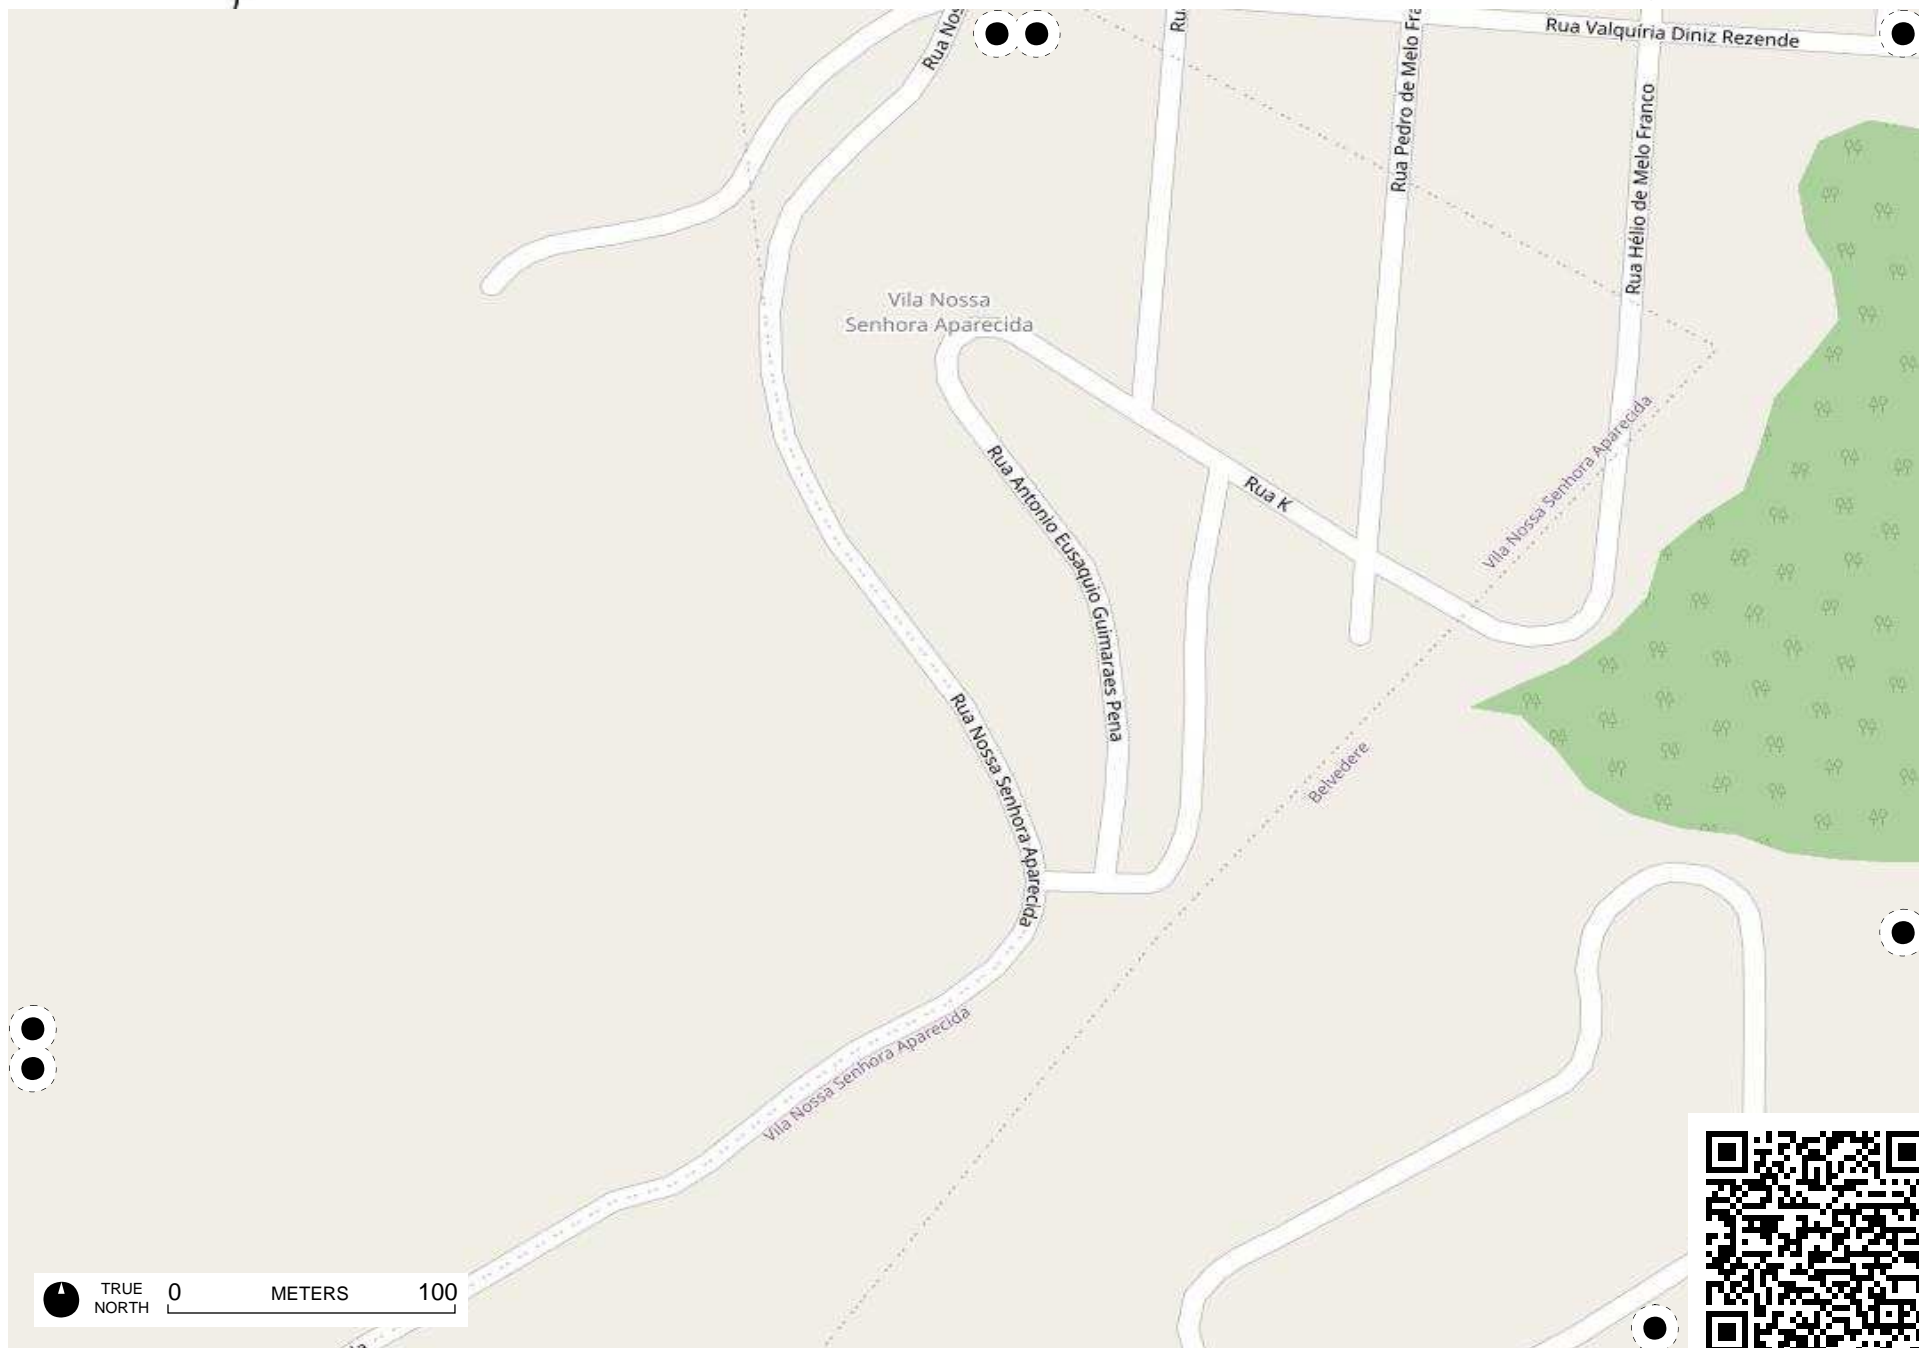 Rua Valquíria Diniz Rezende
Rua Pedro de Melo
Rua Hélio de Melo Franco
Vila Nossa
Senhora Aparecida
Rua Antonio Eusaquio Guimaraes Pena
Rua K
Vila Nossa Senhora Aparecida
Rua Nossa Senhora Aparecida
Belvedere
Vila Nossa Senhora Aparecida
TRUE
NORTH
0 METERS 100